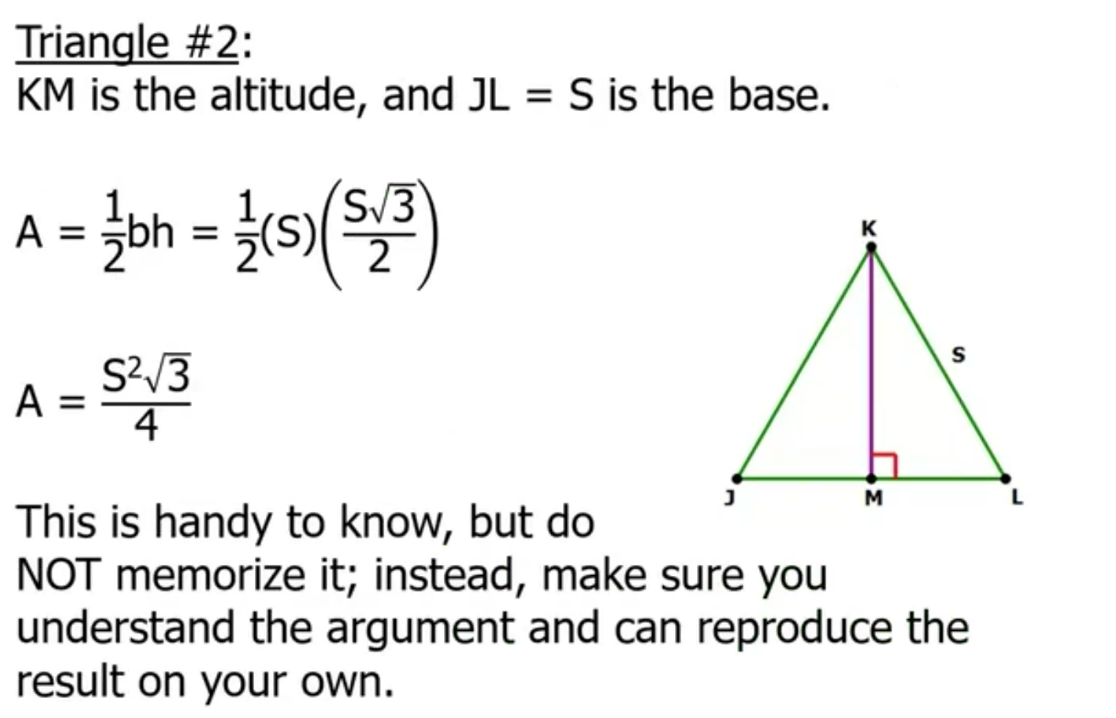 Triangle #2:
KM is the altitude, and JL = S is the base.
A = 1/2 bh = 1/2 (S)(S√3/2)
A = S²√3/4
K
S
J
M
L
This is handy to know, but do
NOT memorize it; instead, make sure you
understand the argument and can reproduce the
result on your own.